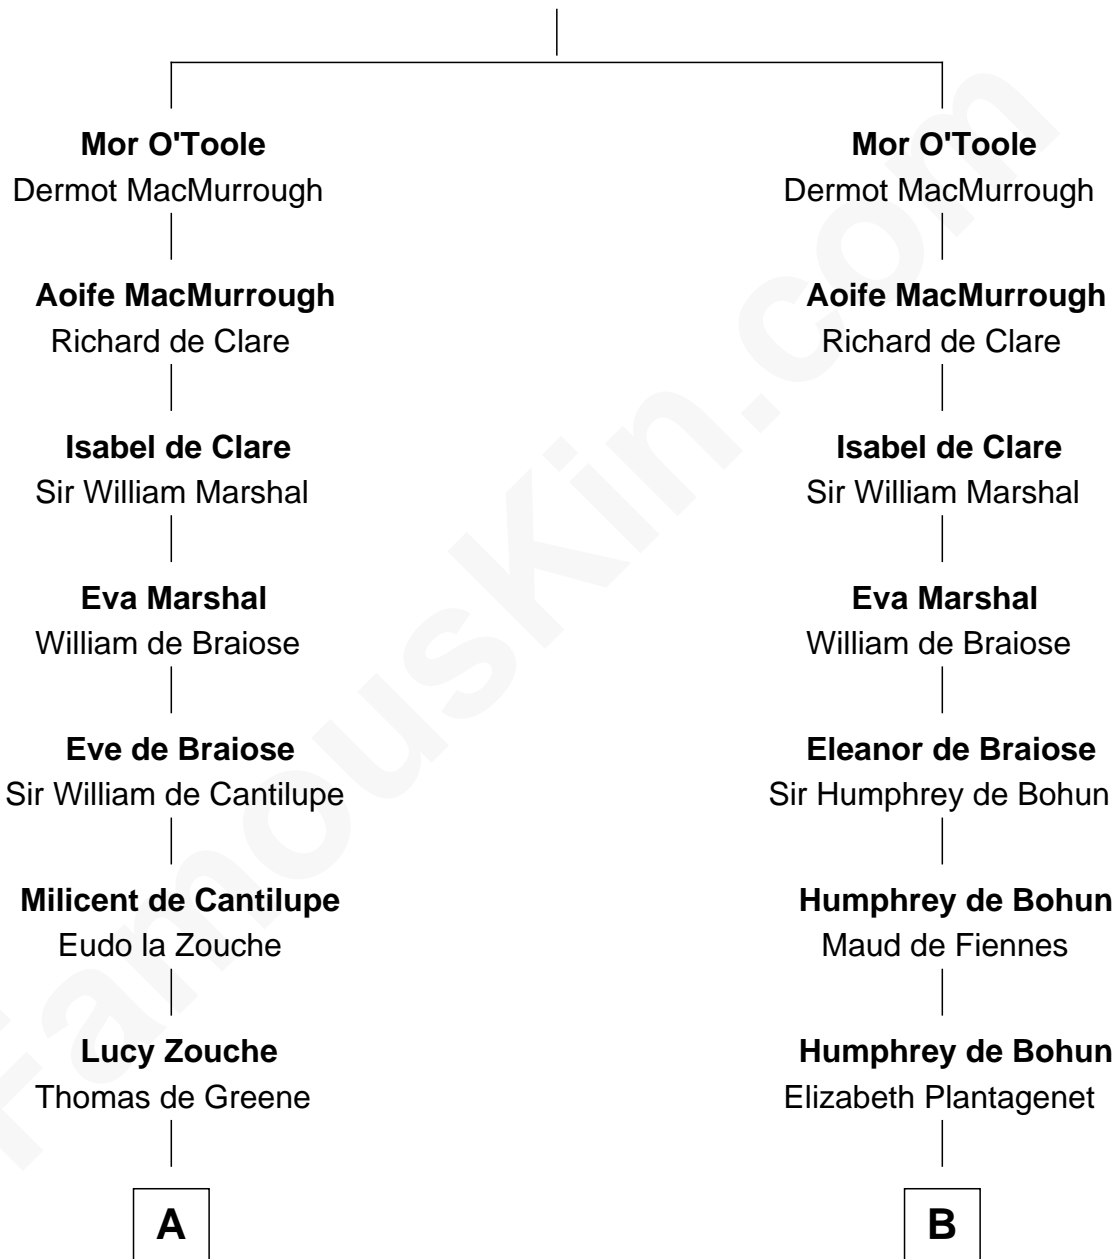 Mor O'Toole
Dermot MacMurrough
Aoife MacMurrough
Richard de Clare
Isabel de Clare
Sir William Marshal
Eva Marshal
William de Braiose
Eve de Braiose
Sir William de Cantilupe
Milicent de Cantilupe
Eudo la Zouche
Lucy Zouche
Thomas de Greene
A
Mor O'Toole
Dermot MacMurrough
Aoife MacMurrough
Richard de Clare
Isabel de Clare
Sir William Marshal
Eva Marshal
William de Braiose
Eleanor de Braiose
Sir Humphrey de Bohun
Humphrey de Bohun
Maud de Fiennes
Humphrey de Bohun
Elizabeth Plantagenet
B
FamousKin.com